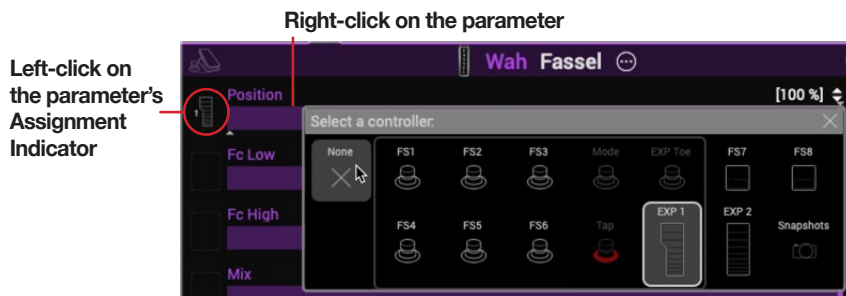 Right-click on the parameter
Left-click on
the parameter's
Assignment
Indicator
Wah Fassel
Position [100 %]
1
Select a controller:
None FS1 FS2 FS3 Mode EXP Toe FS7 FS8
Fc Low
Fc High
FS4 FS5 FS6 Tap EXP 1 EXP 2 Snapshots
Mix